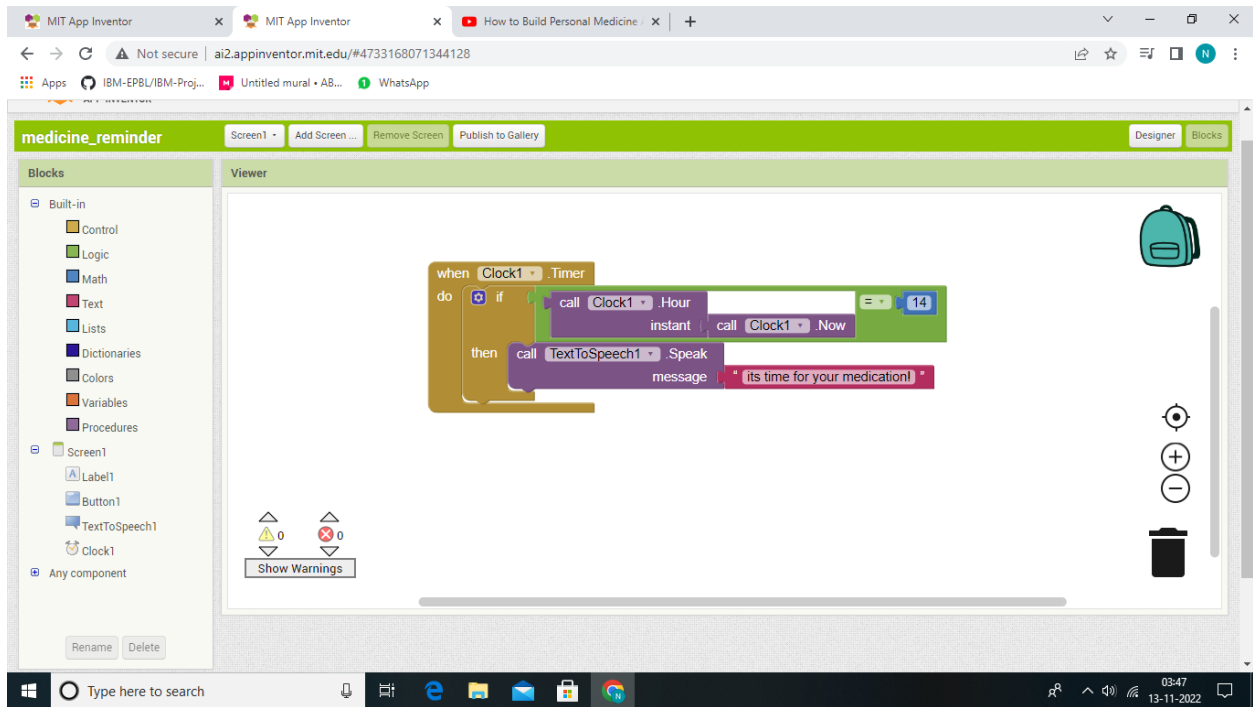 MIT App Inventor
MIT App Inventor
How to Build Personal Medicine
Not secure
ai2.appinventor.mit.edu/#4733168071344128
N
Apps
IBM-EPBL/IBM-Proj...
Untitled mural • AB...
WhatsApp
medicine_reminder
Screen1
Add Screen ...
Remove Screen
Publish to Gallery
Designer
Blocks
Blocks
Viewer
Built-in
Control
Logic
Math
Text
Lists
Dictionaries
Colors
Variables
Procedures
Screen1
Label1
Button1
TextToSpeech1
Clock1
Any component
Rename
Delete
when Clock1 .Timer
do if call Clock1 .Hour = 14
instant call Clock1 .Now
then call TextToSpeech1 .Speak
message " its time for your medication! "
0
0
Show Warnings
Type here to search
03:47
13-11-2022